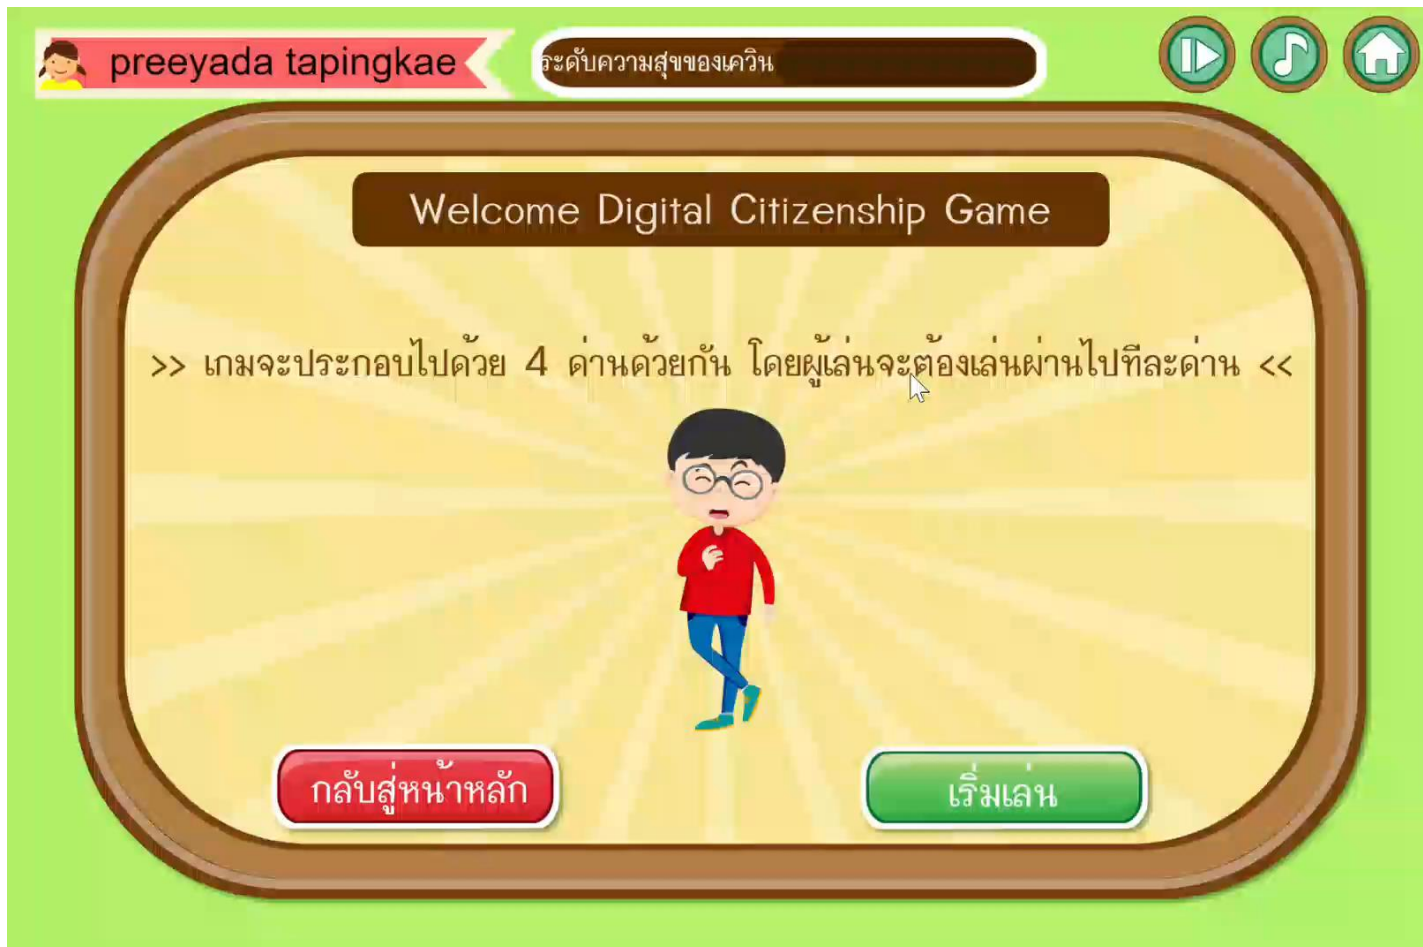 preeyada tapingkae
ระดับความสุขของเควิน
Welcome Digital Citizenship Game
>> เกมจะประกอบไปด้วย 4 ด่านด้วยกัน โดยผู้เล่นจะต้องเล่นผ่านไปทีละด่าน <<
กลับสู่หน้าหลัก
เริ่มเล่น